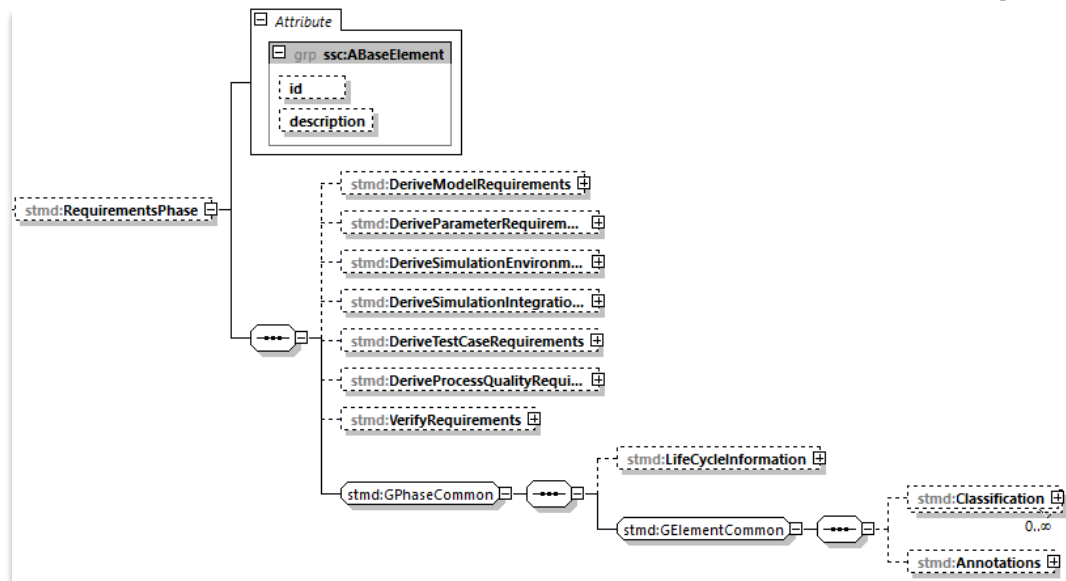 Attribute
grp ssc:ABaseElement
id
description
stmd:RequirementsPhase
stmd:DeriveModelRequirements
stmd:DeriveParameterRequirem...
stmd:DeriveSimulationEnvironm...
stmd:DeriveSimulationIntegratio...
stmd:DeriveTestCaseRequirements
stmd:DeriveProcessQualityRequi...
stmd:VerifyRequirements
stmd:GPhaseCommon
stmd:LifeCycleInformation
stmd:GElementCommon
stmd:Classification
0..∞
stmd:Annotations